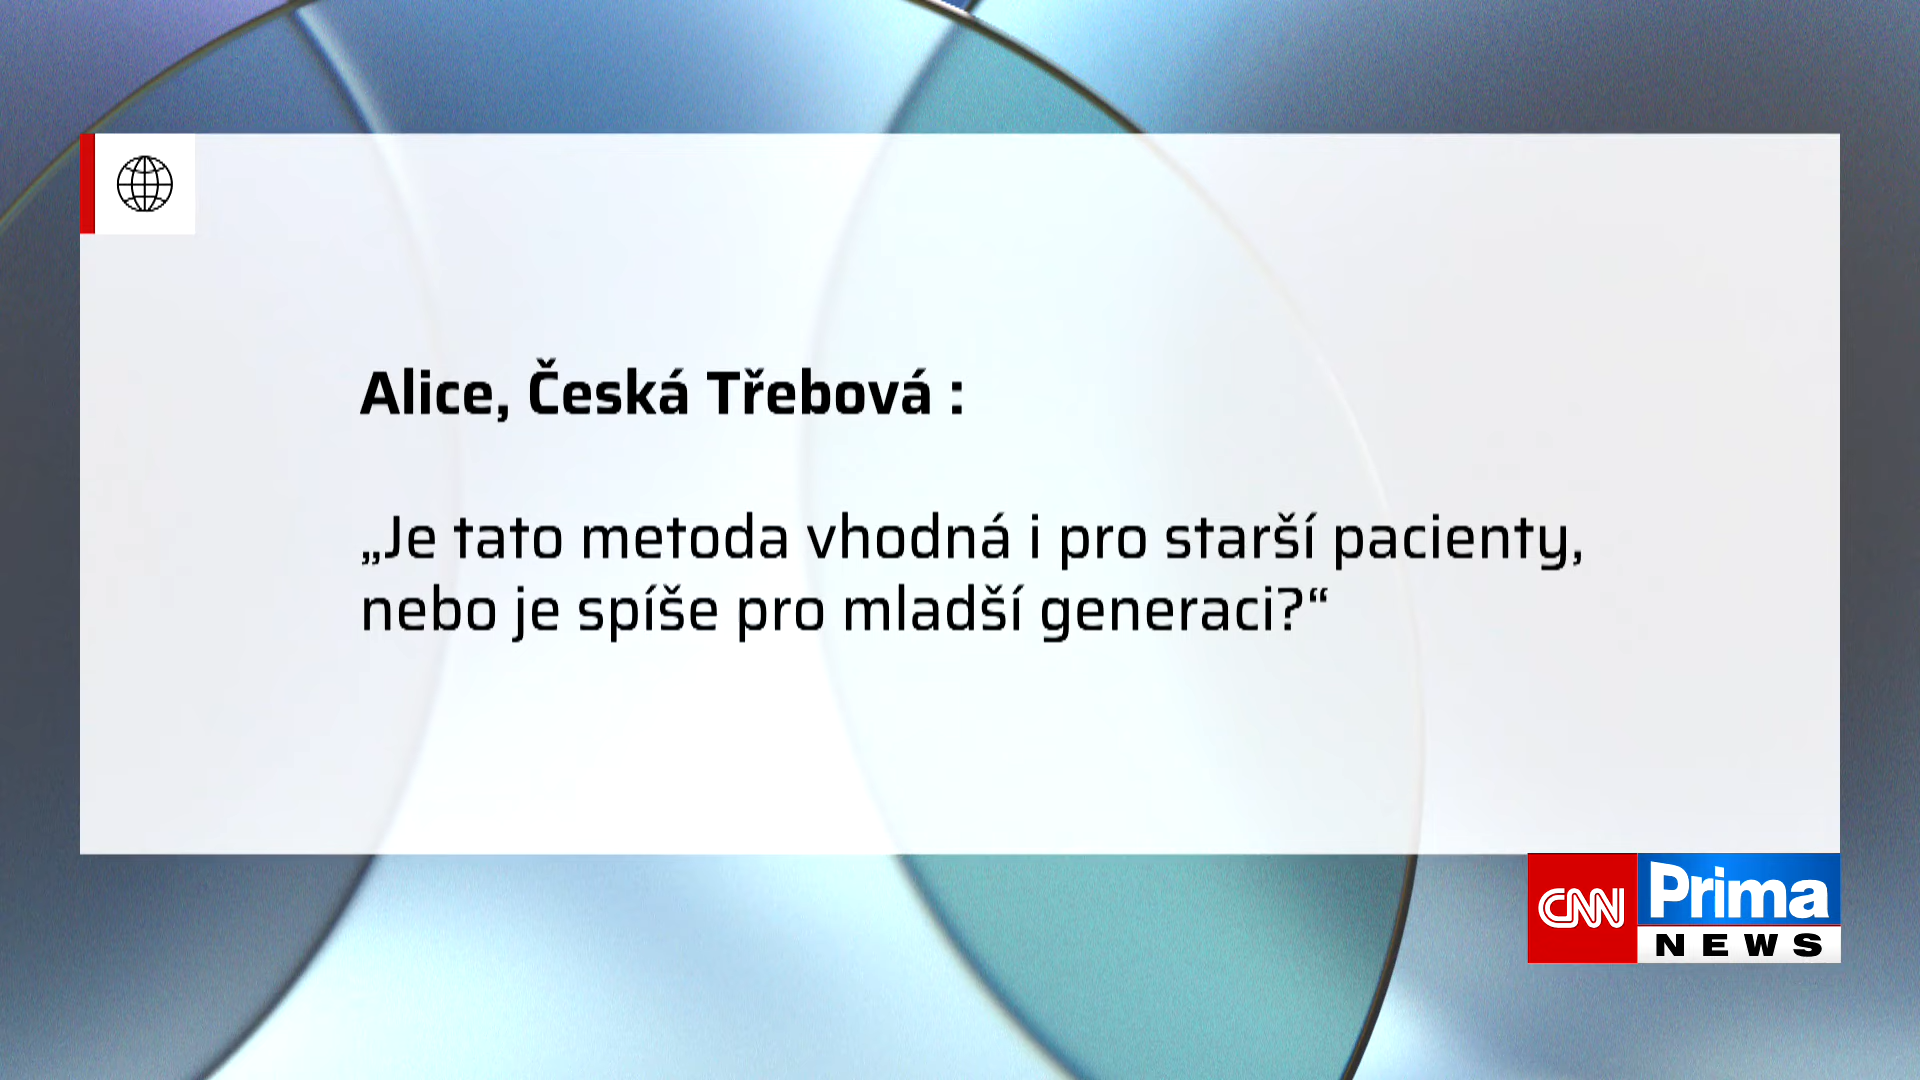 Alice, Česká Třebová :
„Je tato metoda vhodná i pro starší pacienty,
nebo je spíše pro mladší generaci?“
CNN Prima
NEWS